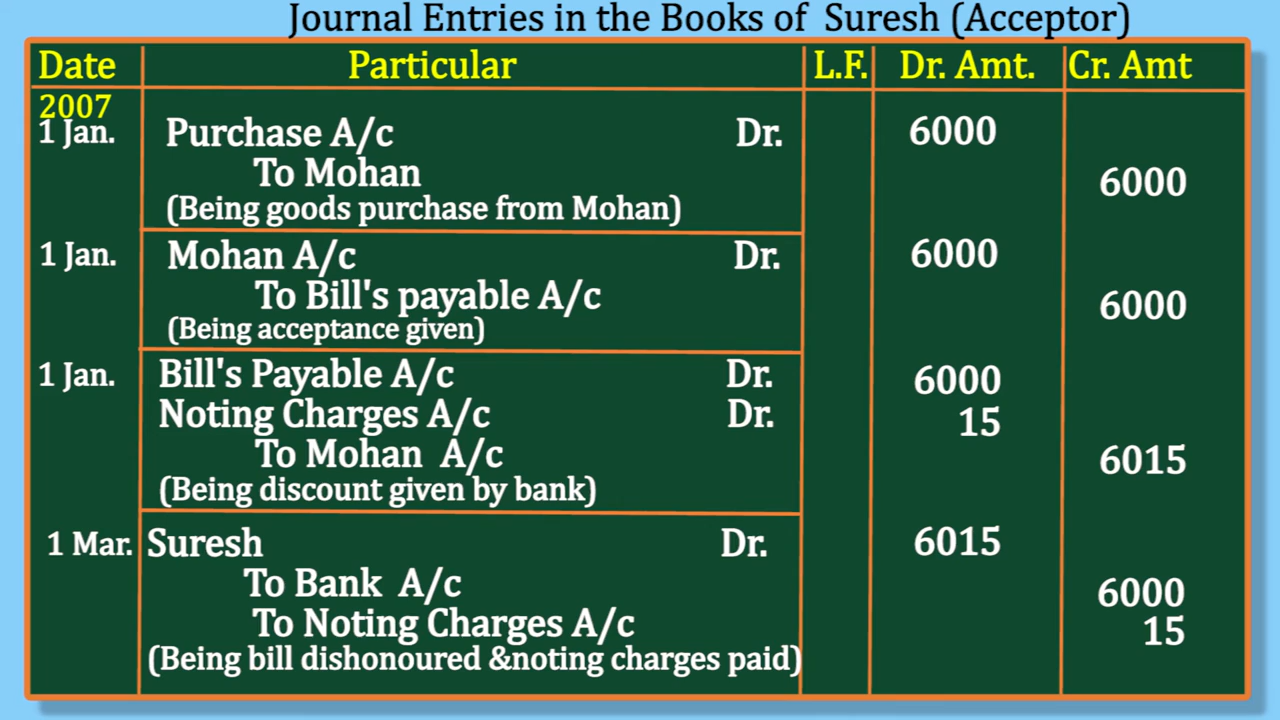 Journal Entries in the Books of Suresh (Acceptor)
Date Particular L.F. Dr. Amt. Cr. Amt
2007
1 Jan. Purchase A/c Dr. 6000
To Mohan 6000
(Being goods purchase from Mohan)
1 Jan. Mohan A/c Dr. 6000
To Bill's payable A/c 6000
(Being acceptance given)
1 Jan. Bill's Payable A/c Dr. 6000
Noting Charges A/c Dr. 15
To Mohan A/c 6015
(Being discount given by bank)
1 Mar. Suresh Dr. 6015
To Bank A/c 6000
To Noting Charges A/c 15
(Being bill dishonoured &noting charges paid)